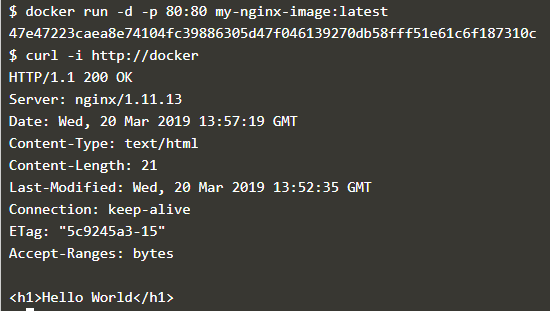 $ docker run -d -p 80:80 my-nginx-image:latest
47e47223caea8e74104fc39886305d47f046139270db58fff51e61c6f187310c
$ curl -i http://docker
HTTP/1.1 200 OK
Server: nginx/1.11.13
Date: Wed, 20 Mar 2019 13:57:19 GMT
Content-Type: text/html
Content-Length: 21
Last-Modified: Wed, 20 Mar 2019 13:52:35 GMT
Connection: keep-alive
ETag: "5c9245a3-15"
Accept-Ranges: bytes
<h1>Hello World</h1>